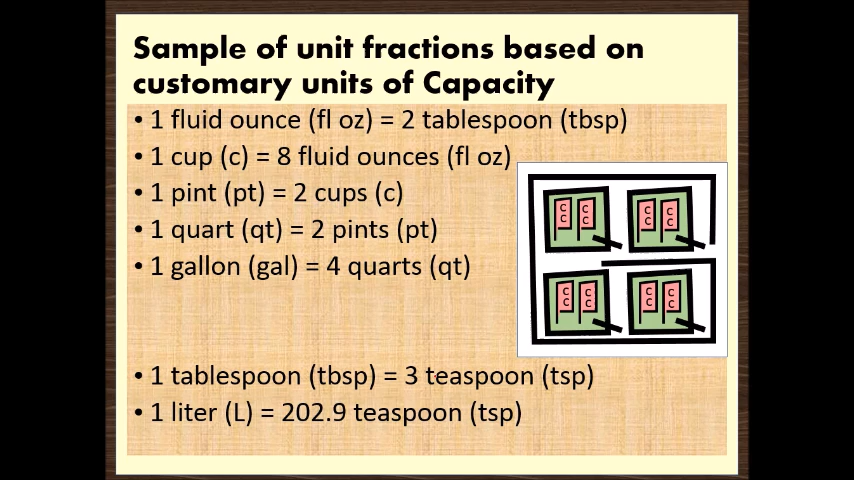 Sample of unit fractions based on
customary units of Capacity
• 1 fluid ounce (fl oz) = 2 tablespoon (tbsp)
• 1 cup (c) = 8 fluid ounces (fl oz)
• 1 pint (pt) = 2 cups (c)
• 1 quart (qt) = 2 pints (pt)
• 1 gallon (gal) = 4 quarts (qt)
C C C C
C C C C
C C C C
C C C C
• 1 tablespoon (tbsp) = 3 teaspoon (tsp)
• 1 liter (L) = 202.9 teaspoon (tsp)